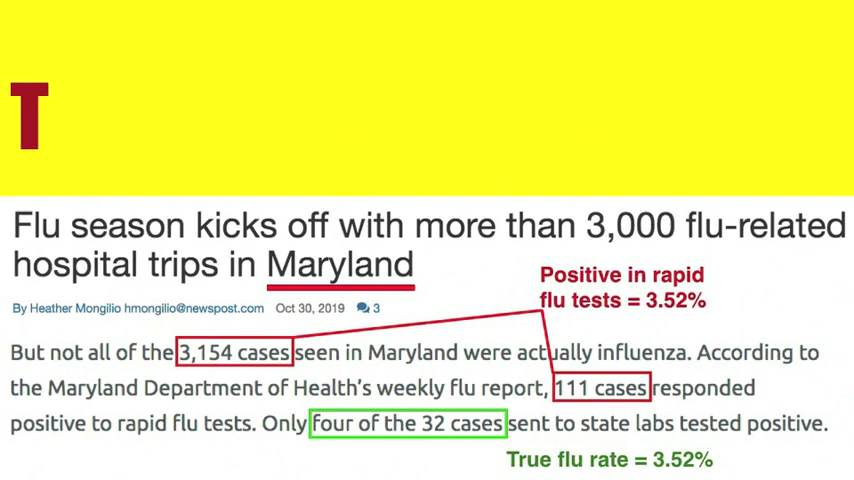 T
Flu season kicks off with more than 3,000 flu-related
hospital trips in Maryland
Positive in rapid
flu tests = 3.52%
By Heather Mongilio hmongilio@newspost.com Oct 30, 2019 3
But not all of the 3,154 cases seen in Maryland were actually influenza. According to
the Maryland Department of Health's weekly flu report, 111 cases responded
positive to rapid flu tests. Only four of the 32 cases sent to state labs tested positive.
True flu rate = 3.52%